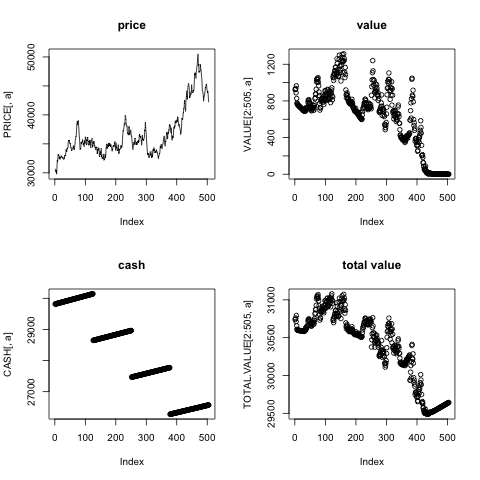 price
PRICE[, a]
50000
40000
30000
0 100 200 300 400 500
Index
value
VALUE[2:505, a]
1200
800
400
0
0 100 200 300 400 500
Index
cash
CASH[, a]
29000
27000
0 100 200 300 400 500
Index
total value
TOTAL.VALUE[2:505, a]
31000
30500
30000
29500
0 100 200 300 400 500
Index